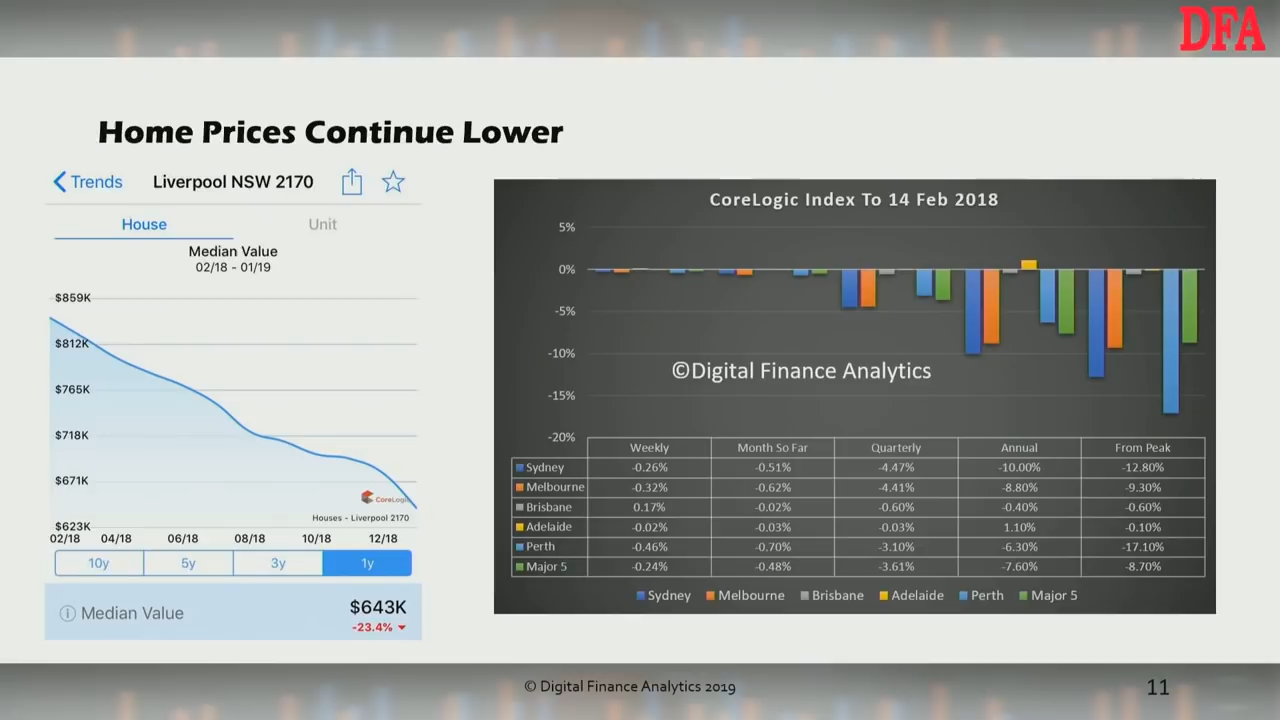 DFA
Home Prices Continue Lower
Trends Liverpool NSW 2170
House Unit
Median Value
02/18 - 01/19
$859K
$812K
$765K
$718K
$671K
$623K
CoreLogic
Houses - Liverpool 2170
02/18 04/18 06/18 08/18 10/18 12/18
10y 5y 3y 1y
Median Value $643K
-23.4%
CoreLogic Index To 14 Feb 2018
5%
0%
-5%
-10%
-15%
-20%
©Digital Finance Analytics
Weekly Month So Far Quarterly Annual From Peak
Sydney -0.26% -0.51% -4.47% -10.00% -12.80%
Melbourne -0.32% -0.62% -4.41% -8.80% -9.30%
Brisbane 0.17% -0.02% -0.60% -0.40% -0.60%
Adelaide -0.02% -0.03% -0.03% 1.10% -0.10%
Perth -0.46% -0.70% -3.10% -6.30% -17.10%
Major 5 -0.24% -0.48% -3.61% -7.60% -8.70%
Sydney Melbourne Brisbane Adelaide Perth Major 5
© Digital Finance Analytics 2019
11